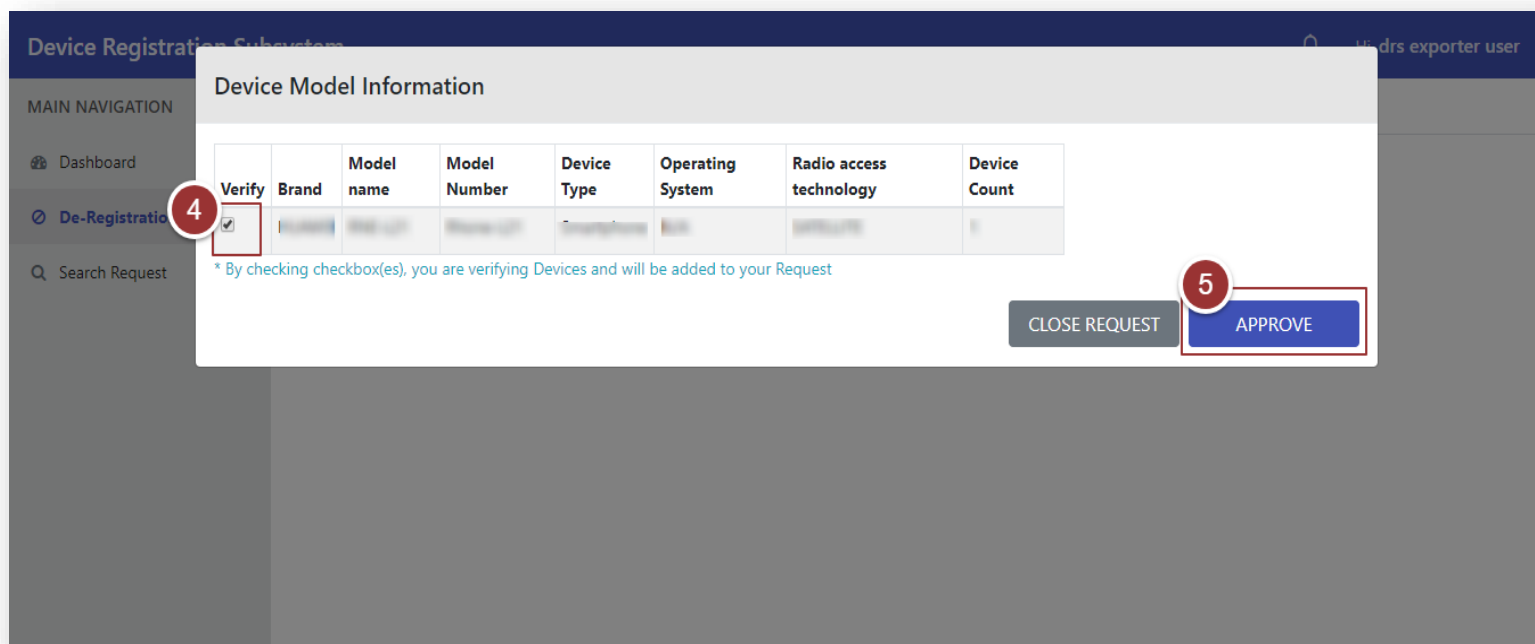 Device Registration Subsystem
Hi, drs exporter user
Device Model Information
MAIN NAVIGATION
Dashboard
De-Registration
Search Request
Verify Brand Model name Model Number Device Type Operating System Radio access technology Device Count
4
* By checking checkbox(es), you are verifying Devices and will be added to your Request
5
CLOSE REQUEST
APPROVE